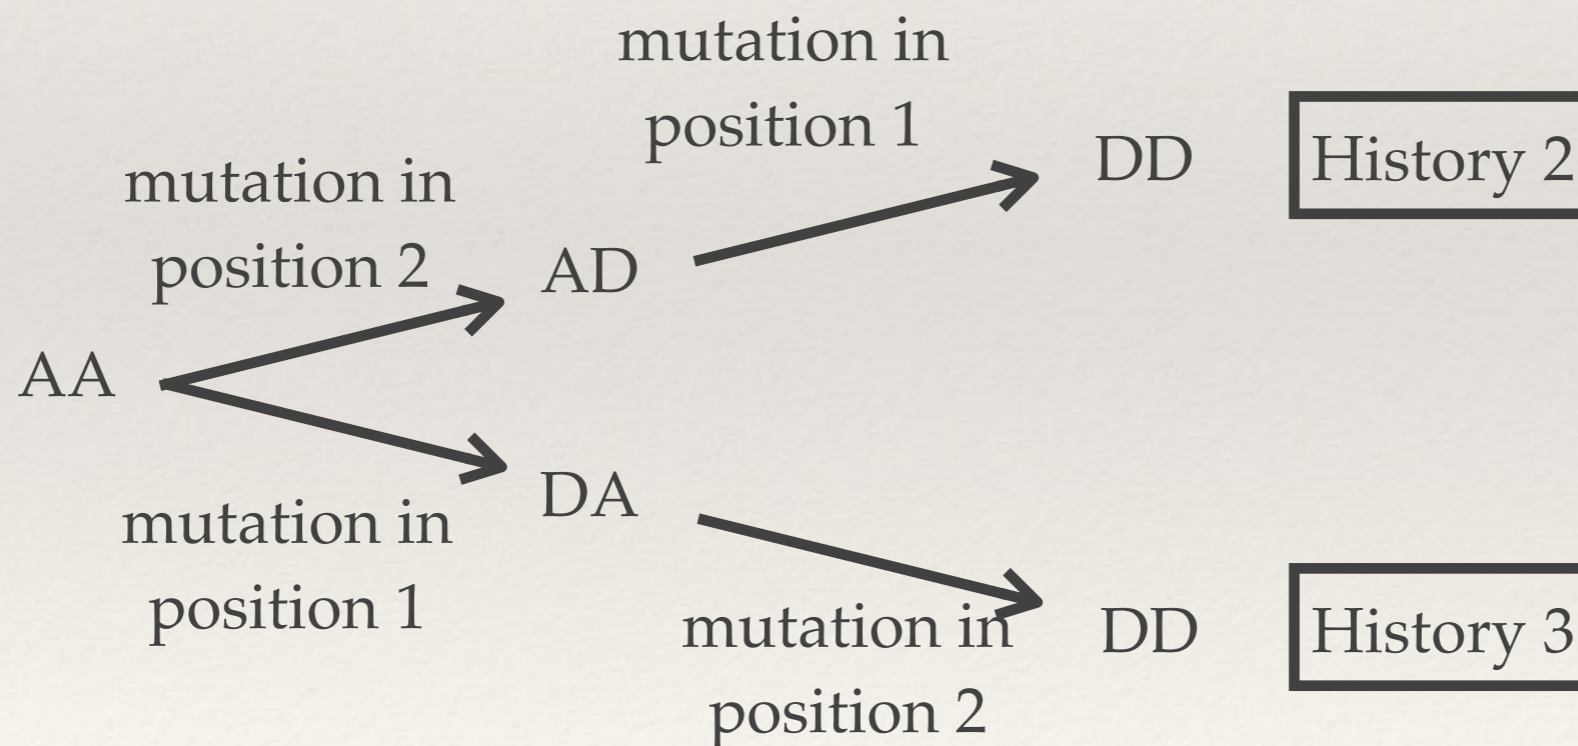 mutation in
position 1
DD
History 2
mutation in
position 2
AD
AA
DA
mutation in
position 1
mutation in
position 2
DD
History 3